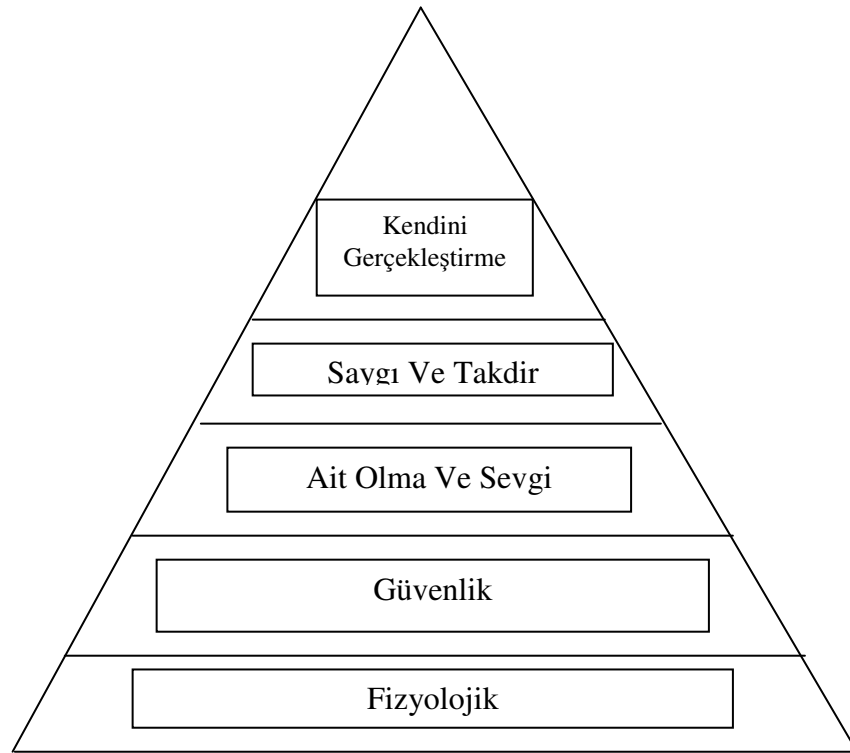 Kendini
Gerçekleştirme
Saygı Ve Takdir
Ait Olma Ve Sevgi
Güvenlik
Fizyolojik